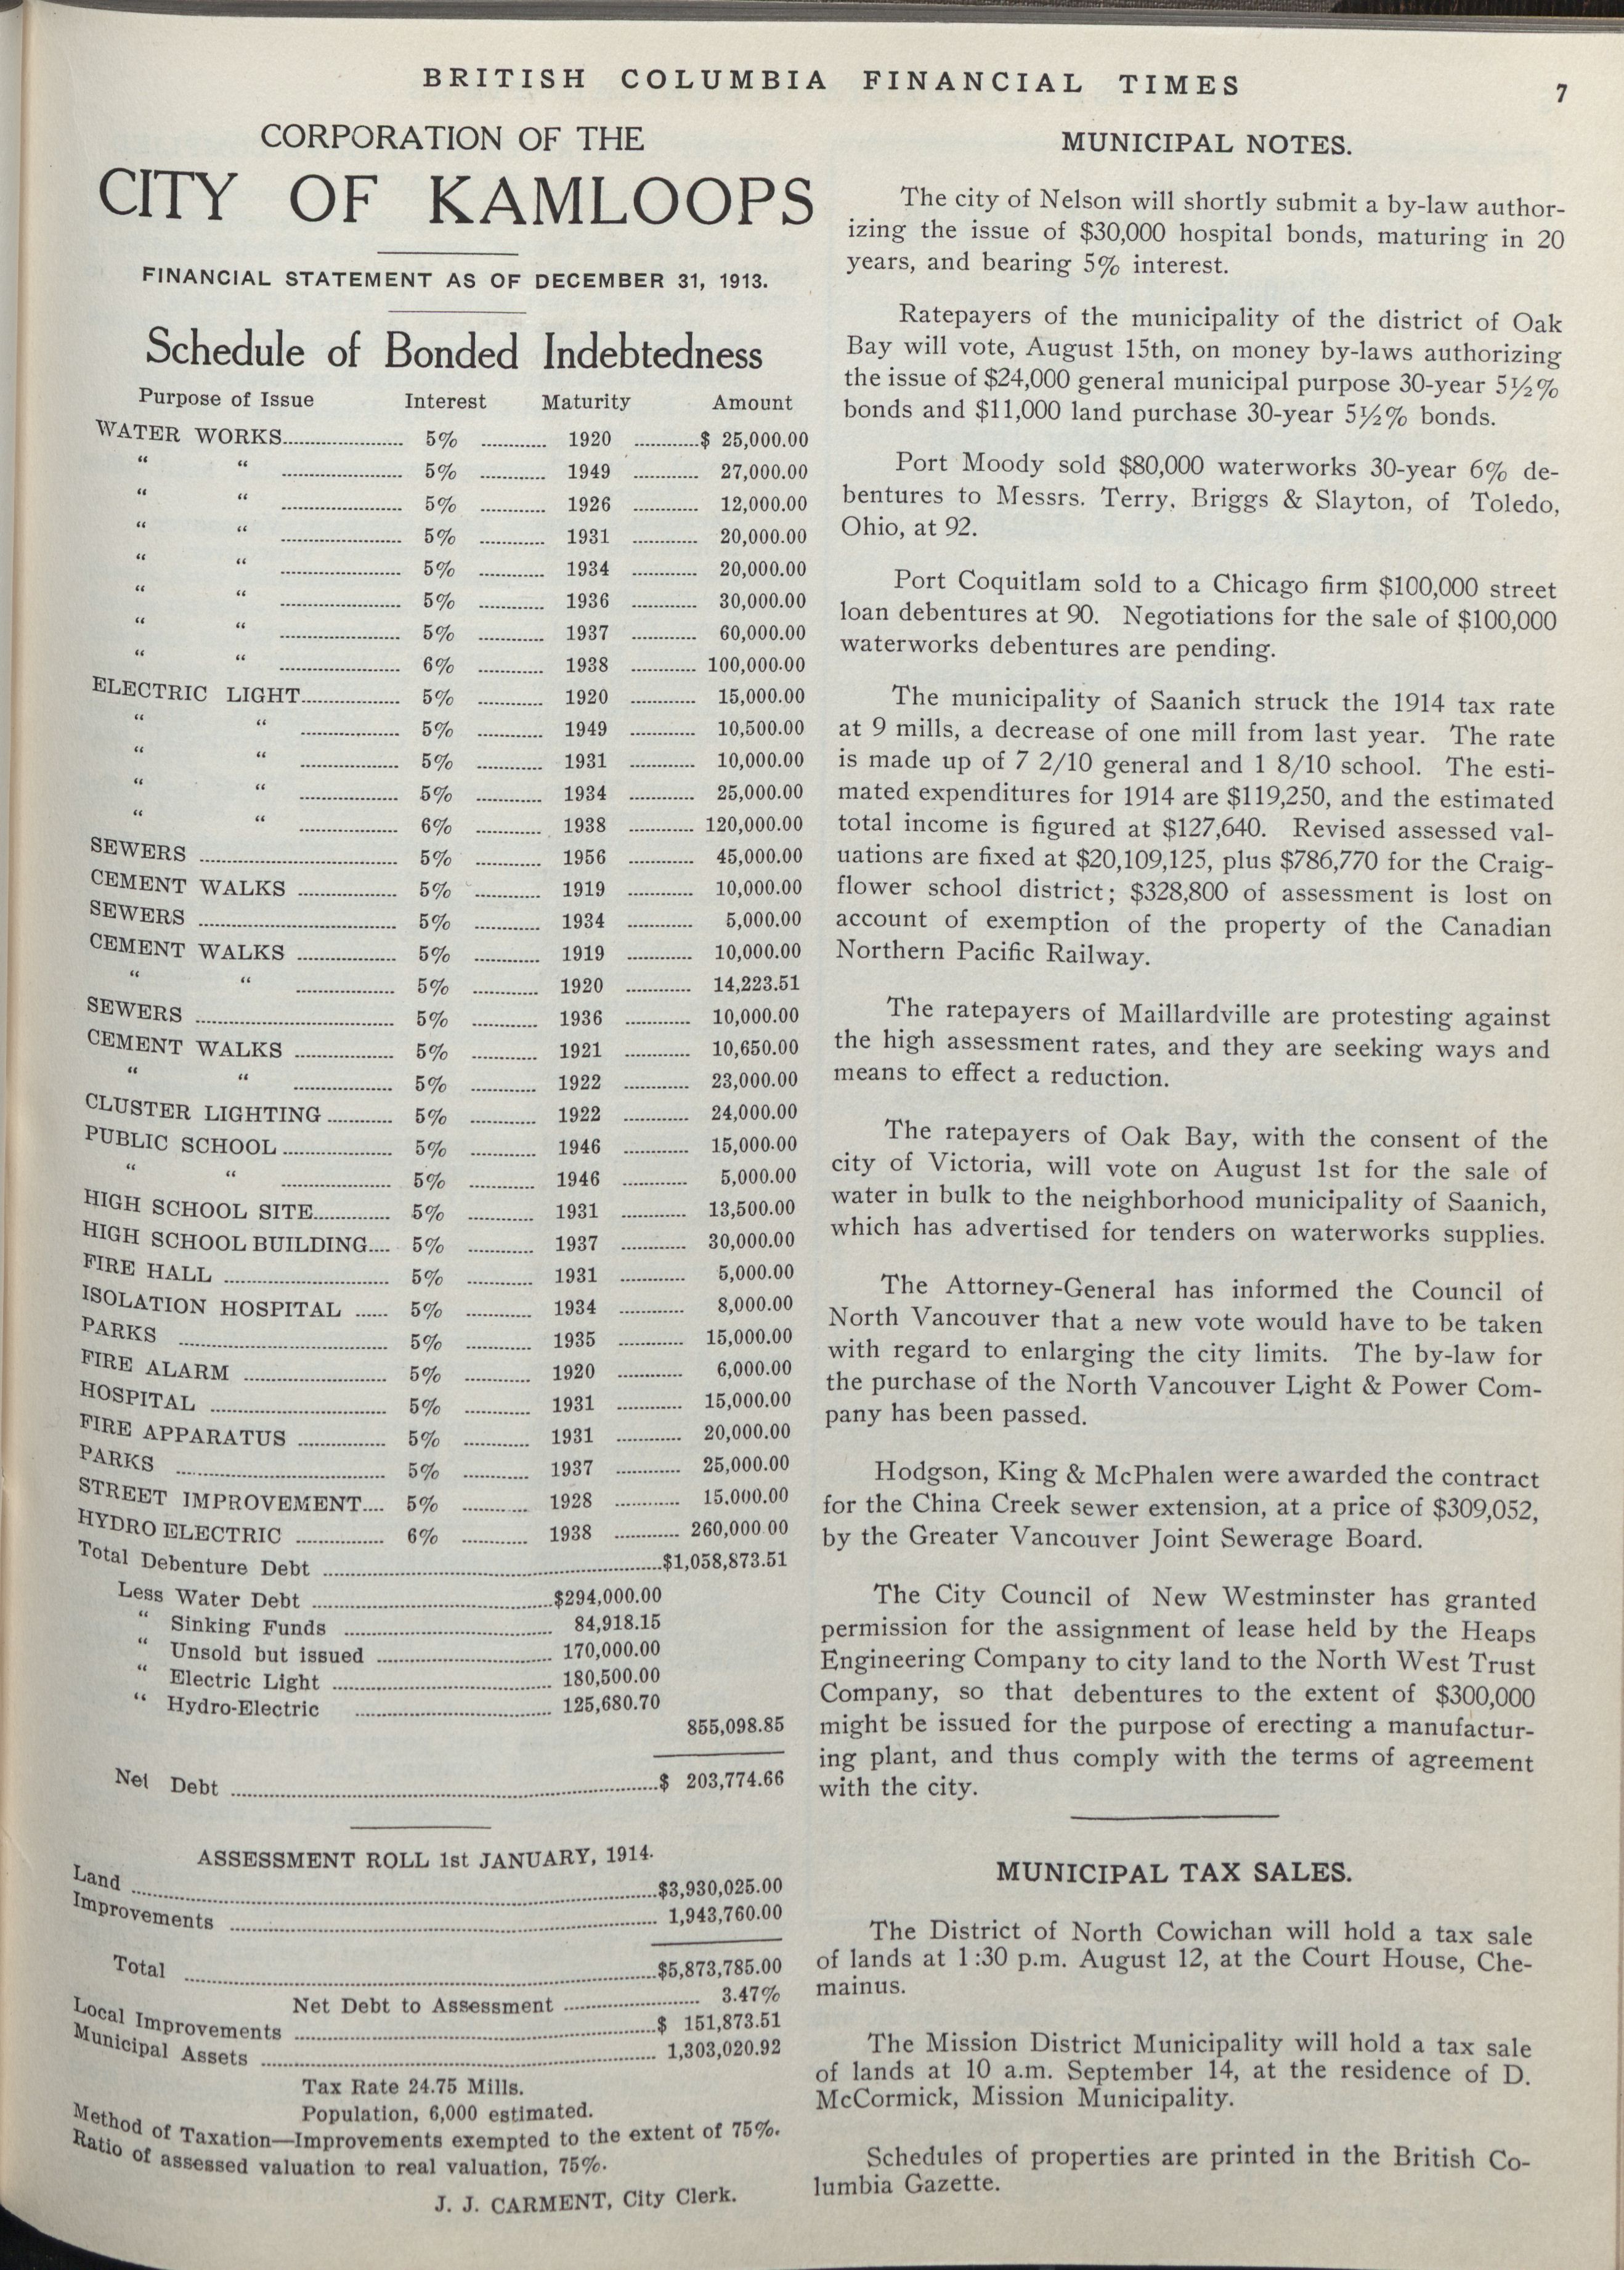 BRITISH COLUMBIA FINANCIAL TIMES
7
CORPORATION OF THE
CITY OF KAMLOOPS
FINANCIAL STATEMENT AS OF DECEMBER 31, 1913.
Schedule of Bonded Indebtedness
Purpose of Issue Interest Maturity Amount
WATER WORKS 5% 1920 $ 25,000.00
“ “ 5% 1949 27,000.00
“ “ 5% 1926 12,000.00
“ “ 5% 1931 20,000.00
“ “ 5% 1934 20,000.00
“ “ 5% 1936 30,000.00
“ “ 5% 1937 60,000.00
“ “ 6% 1938 100,000.00
ELECTRIC LIGHT 5% 1920 15,000.00
“ “ 5% 1949 10,500.00
“ “ 5% 1931 10,000.00
“ “ 5% 1934 25,000.00
“ “ 6% 1938 120,000.00
SEWERS 5% 1956 45,000.00
CEMENT WALKS 5% 1919 10,000.00
SEWERS 5% 1934 5,000.00
CEMENT WALKS 5% 1919 10,000.00
“ “ 5% 1920 14,223.51
SEWERS 5% 1936 10,000.00
CEMENT WALKS 5% 1921 10,650.00
“ “ 5% 1922 23,000.00
CLUSTER LIGHTING 5% 1922 24,000.00
PUBLIC SCHOOL 5% 1946 15,000.00
“ “ 5% 1946 5,000.00
HIGH SCHOOL SITE 5% 1931 13,500.00
HIGH SCHOOL BUILDING 5% 1937 30,000.00
FIRE HALL 5% 1931 5,000.00
ISOLATION HOSPITAL 5% 1934 8,000.00
PARKS 5% 1935 15,000.00
FIRE ALARM 5% 1920 6,000.00
HOSPITAL 5% 1931 15,000.00
FIRE APPARATUS 5% 1931 20,000.00
PARKS 5% 1937 25,000.00
STREET IMPROVEMENT 5% 1928 15.000.00
HYDRO ELECTRIC 6% 1938 260,000.00
Total Debenture Debt $1,058,873.51
Less Water Debt $294,000.00
“ Sinking Funds 84,918.15
“ Unsold but issued 170,000.00
“ Electric Light 180,500.00
“ Hydro-Electric 125,680.70
855,098.85
Net Debt $ 203,774.66
ASSESSMENT ROLL 1st JANUARY, 1914.
Land $3,930,025.00
Improvements 1,943,760.00
Total $5,873,785.00
Net Debt to Assessment 3.47%
Local Improvements $ 151,873.51
Municipal Assets 1,303,020.92
Tax Rate 24.75 Mills.
Population, 6,000 estimated.
Method of Taxation—Improvements exempted to the extent of 75%.
Ratio of assessed valuation to real valuation, 75%.
J. J. CARMENT, City Clerk.
MUNICIPAL NOTES.
The city of Nelson will shortly submit a by-law author-
izing the issue of $30,000 hospital bonds, maturing in 20
years, and bearing 5% interest.
Ratepayers of the municipality of the district of Oak
Bay will vote, August 15th, on money by-laws authorizing
the issue of $24,000 general municipal purpose 30-year 5½%
bonds and $11,000 land purchase 30-year 5½% bonds.
Port Moody sold $80,000 waterworks 30-year 6% de-
bentures to Messrs. Terry, Briggs & Slayton, of Toledo,
Ohio, at 92.
Port Coquitlam sold to a Chicago firm $100,000 street
loan debentures at 90. Negotiations for the sale of $100,000
waterworks debentures are pending.
The municipality of Saanich struck the 1914 tax rate
at 9 mills, a decrease of one mill from last year. The rate
is made up of 7 2/10 general and 1 8/10 school. The esti-
mated expenditures for 1914 are $119,250, and the estimated
total income is figured at $127,640. Revised assessed val-
uations are fixed at $20,109,125, plus $786,770 for the Craig-
flower school district; $328,800 of assessment is lost on
account of exemption of the property of the Canadian
Northern Pacific Railway.
The ratepayers of Maillardville are protesting against
the high assessment rates, and they are seeking ways and
means to effect a reduction.
The ratepayers of Oak Bay, with the consent of the
city of Victoria, will vote on August 1st for the sale of
water in bulk to the neighborhood municipality of Saanich,
which has advertised for tenders on waterworks supplies.
The Attorney-General has informed the Council of
North Vancouver that a new vote would have to be taken
with regard to enlarging the city limits. The by-law for
the purchase of the North Vancouver Light & Power Com-
pany has been passed.
Hodgson, King & McPhalen were awarded the contract
for the China Creek sewer extension, at a price of $309,052,
by the Greater Vancouver Joint Sewerage Board.
The City Council of New Westminster has granted
permission for the assignment of lease held by the Heaps
Engineering Company to city land to the North West Trust
Company, so that debentures to the extent of $300,000
might be issued for the purpose of erecting a manufactur-
ing plant, and thus comply with the terms of agreement
with the city.
MUNICIPAL TAX SALES.
The District of North Cowichan will hold a tax sale
of lands at 1:30 p.m. August 12, at the Court House, Che-
mainus.
The Mission District Municipality will hold a tax sale
of lands at 10 a.m. September 14, at the residence of D.
McCormick, Mission Municipality.
Schedules of properties are printed in the British Co-
lumbia Gazette.